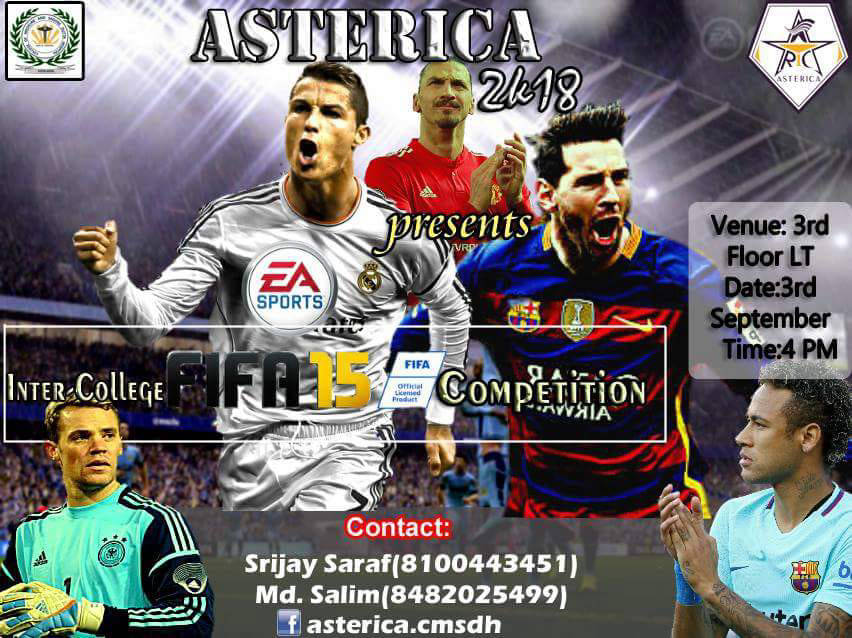 ASTERICA
2k18
RIC
ASTERICA
presents
EA
SPORTS
Venue: 3rd
Floor LT
Date:3rd
September
Time:4 PM
INTER COLLEGE FIFA 15 COMPETITION
FIFA
Official
Licensed
Product
Contact:
Srijay Saraf(8100443451)
Md. Salim(8482025499)
f asterica.cmsdh